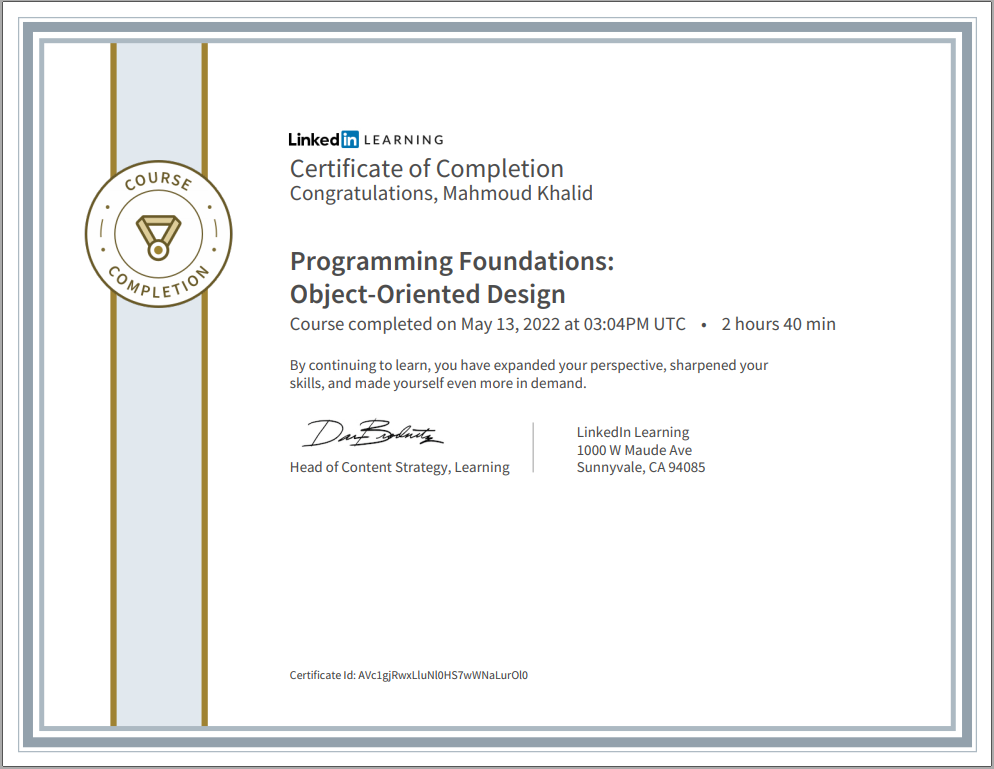 COURSE
COMPLETION
Linked in LEARNING
Certificate of Completion
Congratulations, Mahmoud Khalid
Programming Foundations:
Object-Oriented Design
Course completed on May 13, 2022 at 03:04PM UTC • 2 hours 40 min
By continuing to learn, you have expanded your perspective, sharpened your
skills, and made yourself even more in demand.
Head of Content Strategy, Learning
LinkedIn Learning
1000 W Maude Ave
Sunnyvale, CA 94085
Certificate Id: AVc1gjRwxLluNl0HS7wWNaLurOl0